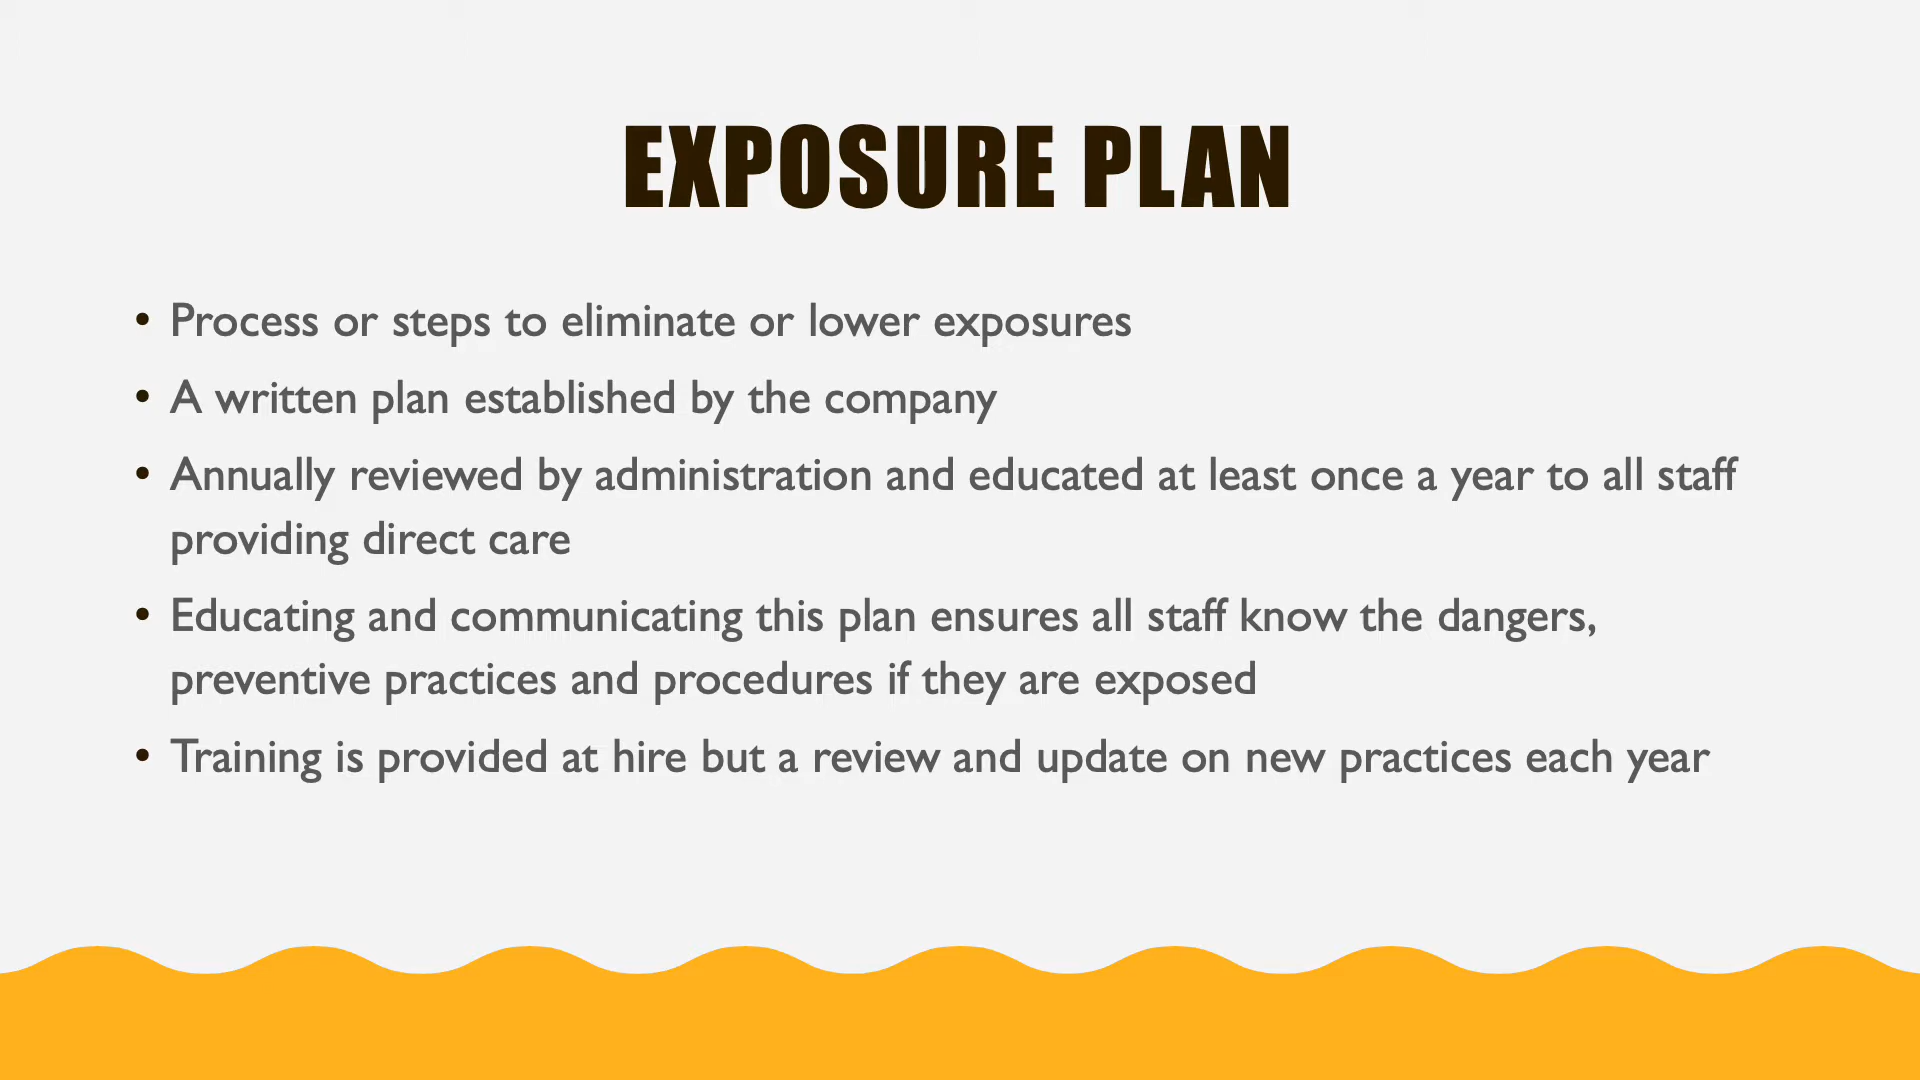 EXPOSURE PLAN
• Process or steps to eliminate or lower exposures
• A written plan established by the company
• Annually reviewed by administration and educated at least once a year to all staff
providing direct care
• Educating and communicating this plan ensures all staff know the dangers,
preventive practices and procedures if they are exposed
• Training is provided at hire but a review and update on new practices each year